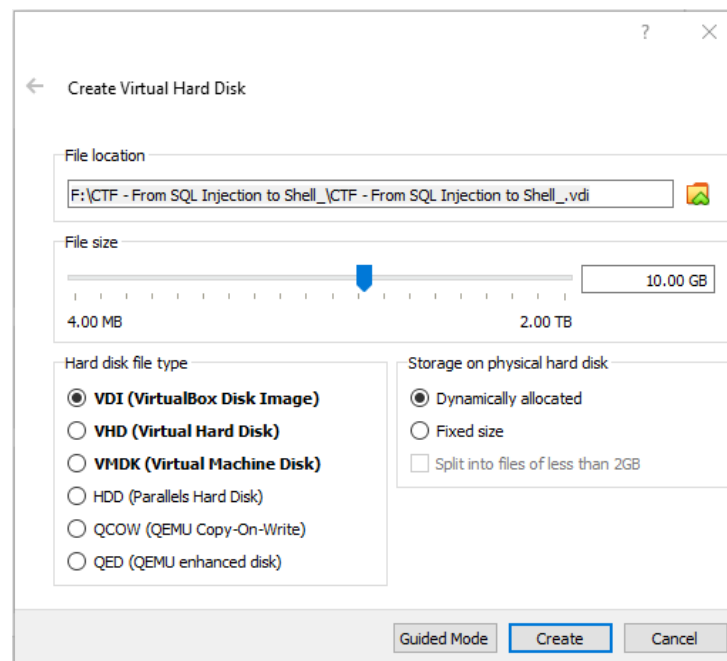 ?
Create Virtual Hard Disk
File location
F:\CTF - From SQL Injection to Shell_\CTF - From SQL Injection to Shell_.vdi
File size
10.00 GB
4.00 MB 2.00 TB
Hard disk file type
VDI (VirtualBox Disk Image)
VHD (Virtual Hard Disk)
VMDK (Virtual Machine Disk)
HDD (Parallels Hard Disk)
QCOW (QEMU Copy-On-Write)
QED (QEMU enhanced disk)
Storage on physical hard disk
Dynamically allocated
Fixed size
Split into files of less than 2GB
Guided Mode Create Cancel